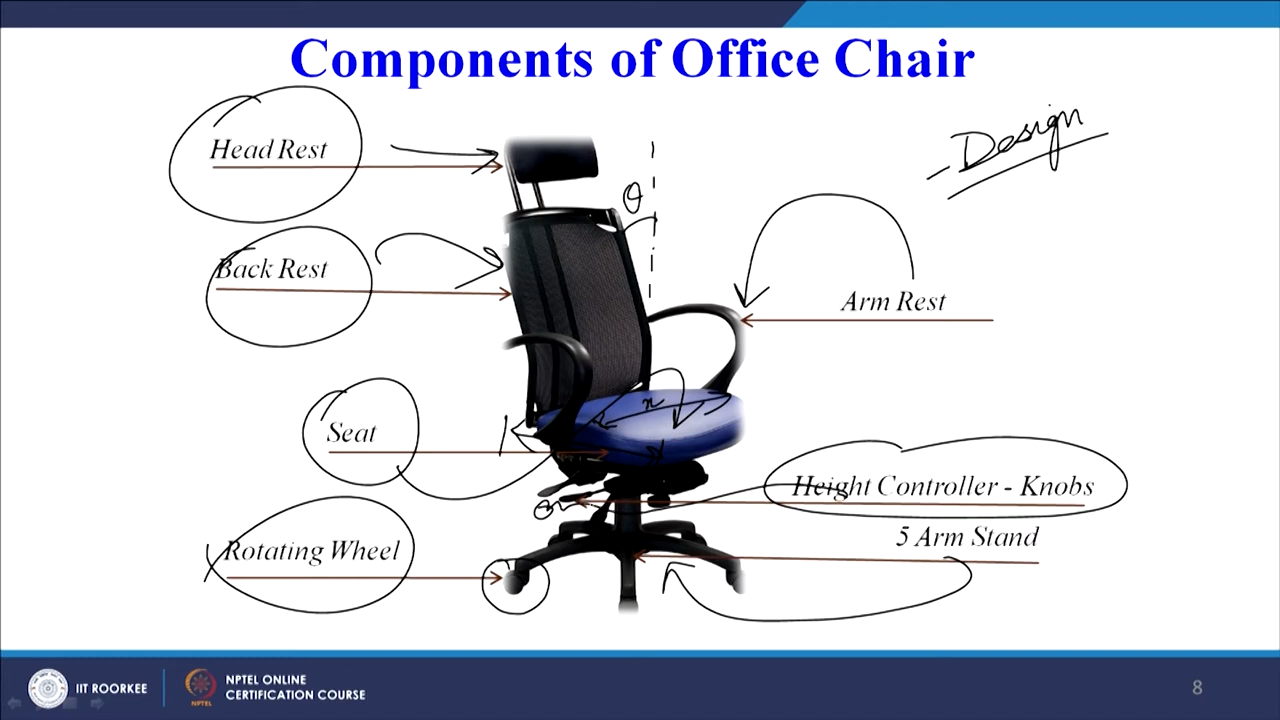 Components of Office Chair
Design
Head Rest
θ
Back Rest
Arm Rest
x
Seat
Height Controller - Knobs
5 Arm Stand
Rotating Wheel
IIT ROORKEE
NPTEL
NPTEL ONLINE
CERTIFICATION COURSE
8